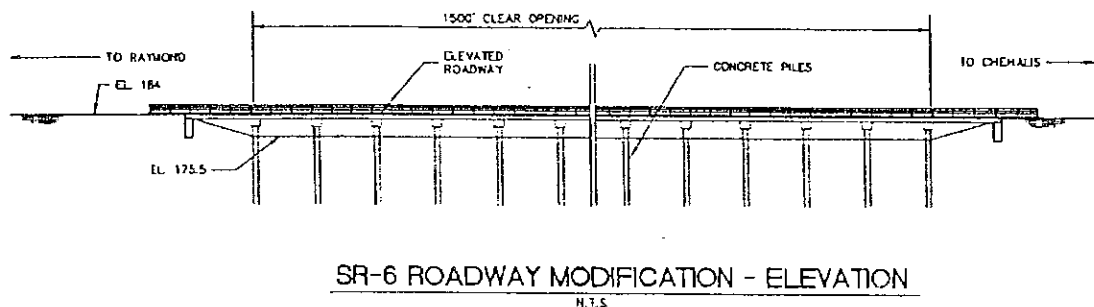 1500' CLEAR OPENING
TO RAYMOND
ELEVATED
ROADWAY
CONCRETE PILES
TO CHEHALIS
EL. 184
EL. 175.5
SR-6 ROADWAY MODIFICATION - ELEVATION
N.T.S.